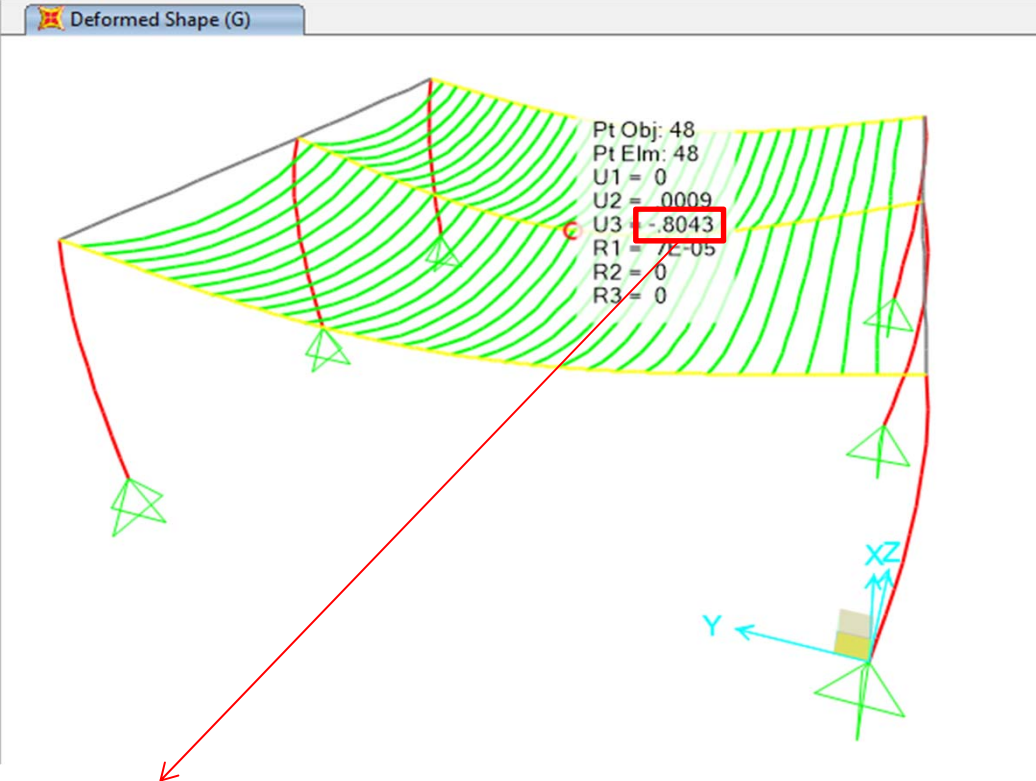 Deformed Shape (G)
Pt Obj: 48
Pt Elm: 48
U1 = 0
U2 = .0009
U3 = -.8043
R1 = 7E-05
R2 = 0
R3 = 0
X Z
Y